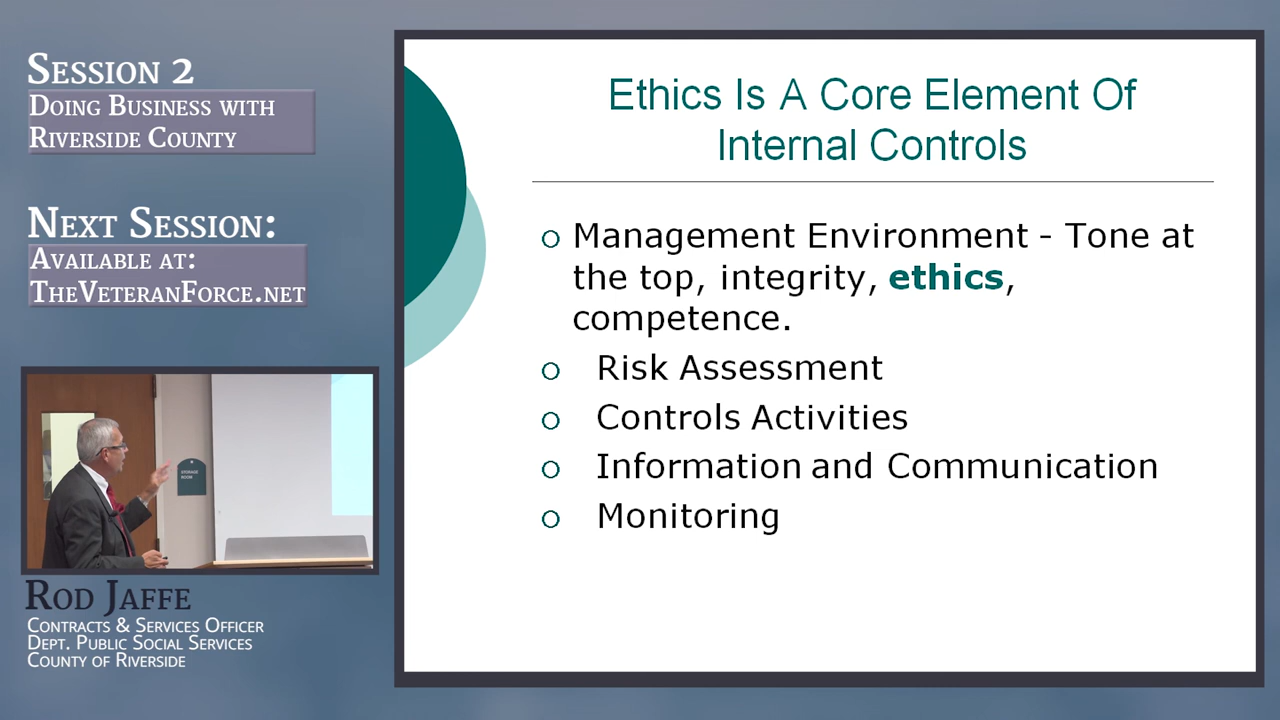 SESSION 2
DOING BUSINESS WITH
RIVERSIDE COUNTY
NEXT SESSION:
AVAILABLE AT:
THEVETERANFORCE.NET
STORAGE
ROOM
ROD JAFFE
CONTRACTS & SERVICES OFFICER
DEPT. PUBLIC SOCIAL SERVICES
COUNTY OF RIVERSIDE
Ethics Is A Core Element Of
Internal Controls
Management Environment - Tone at
the top, integrity, ethics,
competence.
Risk Assessment
Controls Activities
Information and Communication
Monitoring